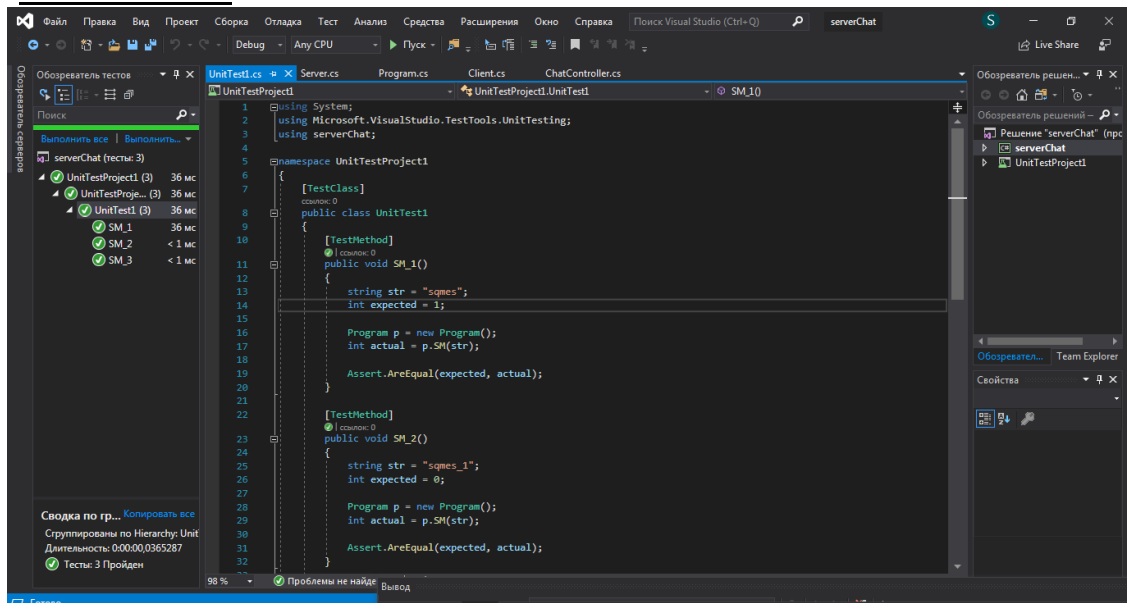 Файл Правка Вид Проект Сборка Отладка Тест Анализ Средства Расширения Окно Справка Поиск Visual Studio (Ctrl+Q) serverChat S
Debug Any CPU Пуск Live Share
Обозреватель серверов
Обозреватель тестов
Поиск
Выполнить все | Выполнить...
serverChat (тесты: 3)
UnitTestProject1 (3) 36 мс
UnitTestProje... (3) 36 мс
UnitTest1 (3) 36 мс
SM_1 36 мс
SM_2 < 1 мс
SM_3 < 1 мс
Сводка по гр... Копировать все
Сгруппированы по Hierarchy: Unit
Длительность: 0:00:00,0365287
Тесты: 3 Пройден
UnitTest1.cs Server.cs Program.cs Client.cs ChatController.cs
UnitTestProject1 UnitTestProject1.UnitTest1 SM_1()
1 using System;
2 using Microsoft.VisualStudio.TestTools.UnitTesting;
3 using serverChat;
4
5 namespace UnitTestProject1
6 {
7 [TestClass]
ссылок: 0
8 public class UnitTest1
9 {
10 [TestMethod]
| ссылок: 0
11 public void SM_1()
12 {
13 string str = "sqmes";
14 int expected = 1;
15
16 Program p = new Program();
17 int actual = p.SM(str);
18
19 Assert.AreEqual(expected, actual);
20 }
21
22 [TestMethod]
| ссылок: 0
23 public void SM_2()
24 {
25 string str = "sqmes_1";
26 int expected = 0;
27
28 Program p = new Program();
29 int actual = p.SM(str);
30
31 Assert.AreEqual(expected, actual);
32 }
98 % Проблемы не найде
Вывод
Обозреватель решен...
Обозреватель решений –
Решение "serverChat" (прс
serverChat
UnitTestProject1
Обозревател... Team Explorer
Свойства
Готово